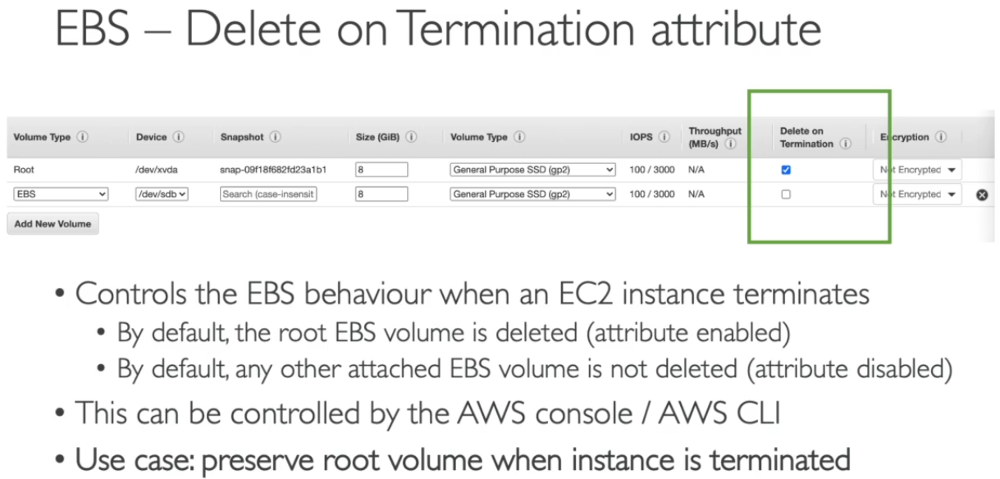 EBS – Delete on Termination attribute
Volume Type Device Snapshot Size (GiB) Volume Type IOPS Throughput (MB/s) Delete on Termination Encryption
Root /dev/xvda snap-09f18f682fd23a1b1 8 General Purpose SSD (gp2) 100 / 3000 N/A Not Encrypted
EBS /dev/sdb Search (case-insensit 8 General Purpose SSD (gp2) 100 / 3000 N/A Not Encrypted
Add New Volume
• Controls the EBS behaviour when an EC2 instance terminates
• By default, the root EBS volume is deleted (attribute enabled)
• By default, any other attached EBS volume is not deleted (attribute disabled)
• This can be controlled by the AWS console / AWS CLI
• Use case: preserve root volume when instance is terminated